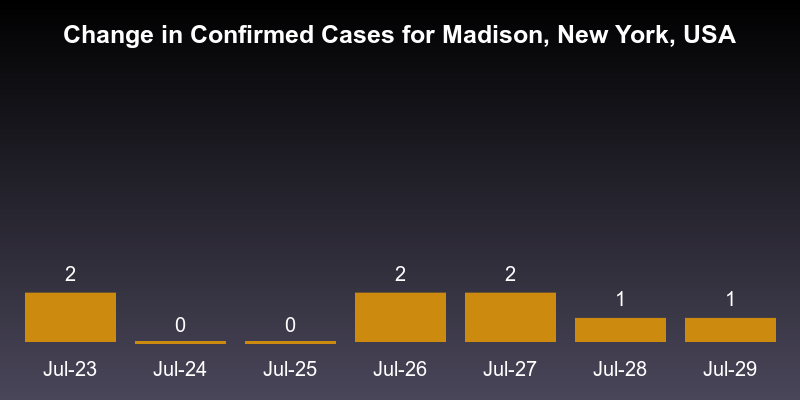 Change in Confirmed Cases for Madison, New York, USA
2 0 0 2 2 1 1
Jul-23 Jul-24 Jul-25 Jul-26 Jul-27 Jul-28 Jul-29